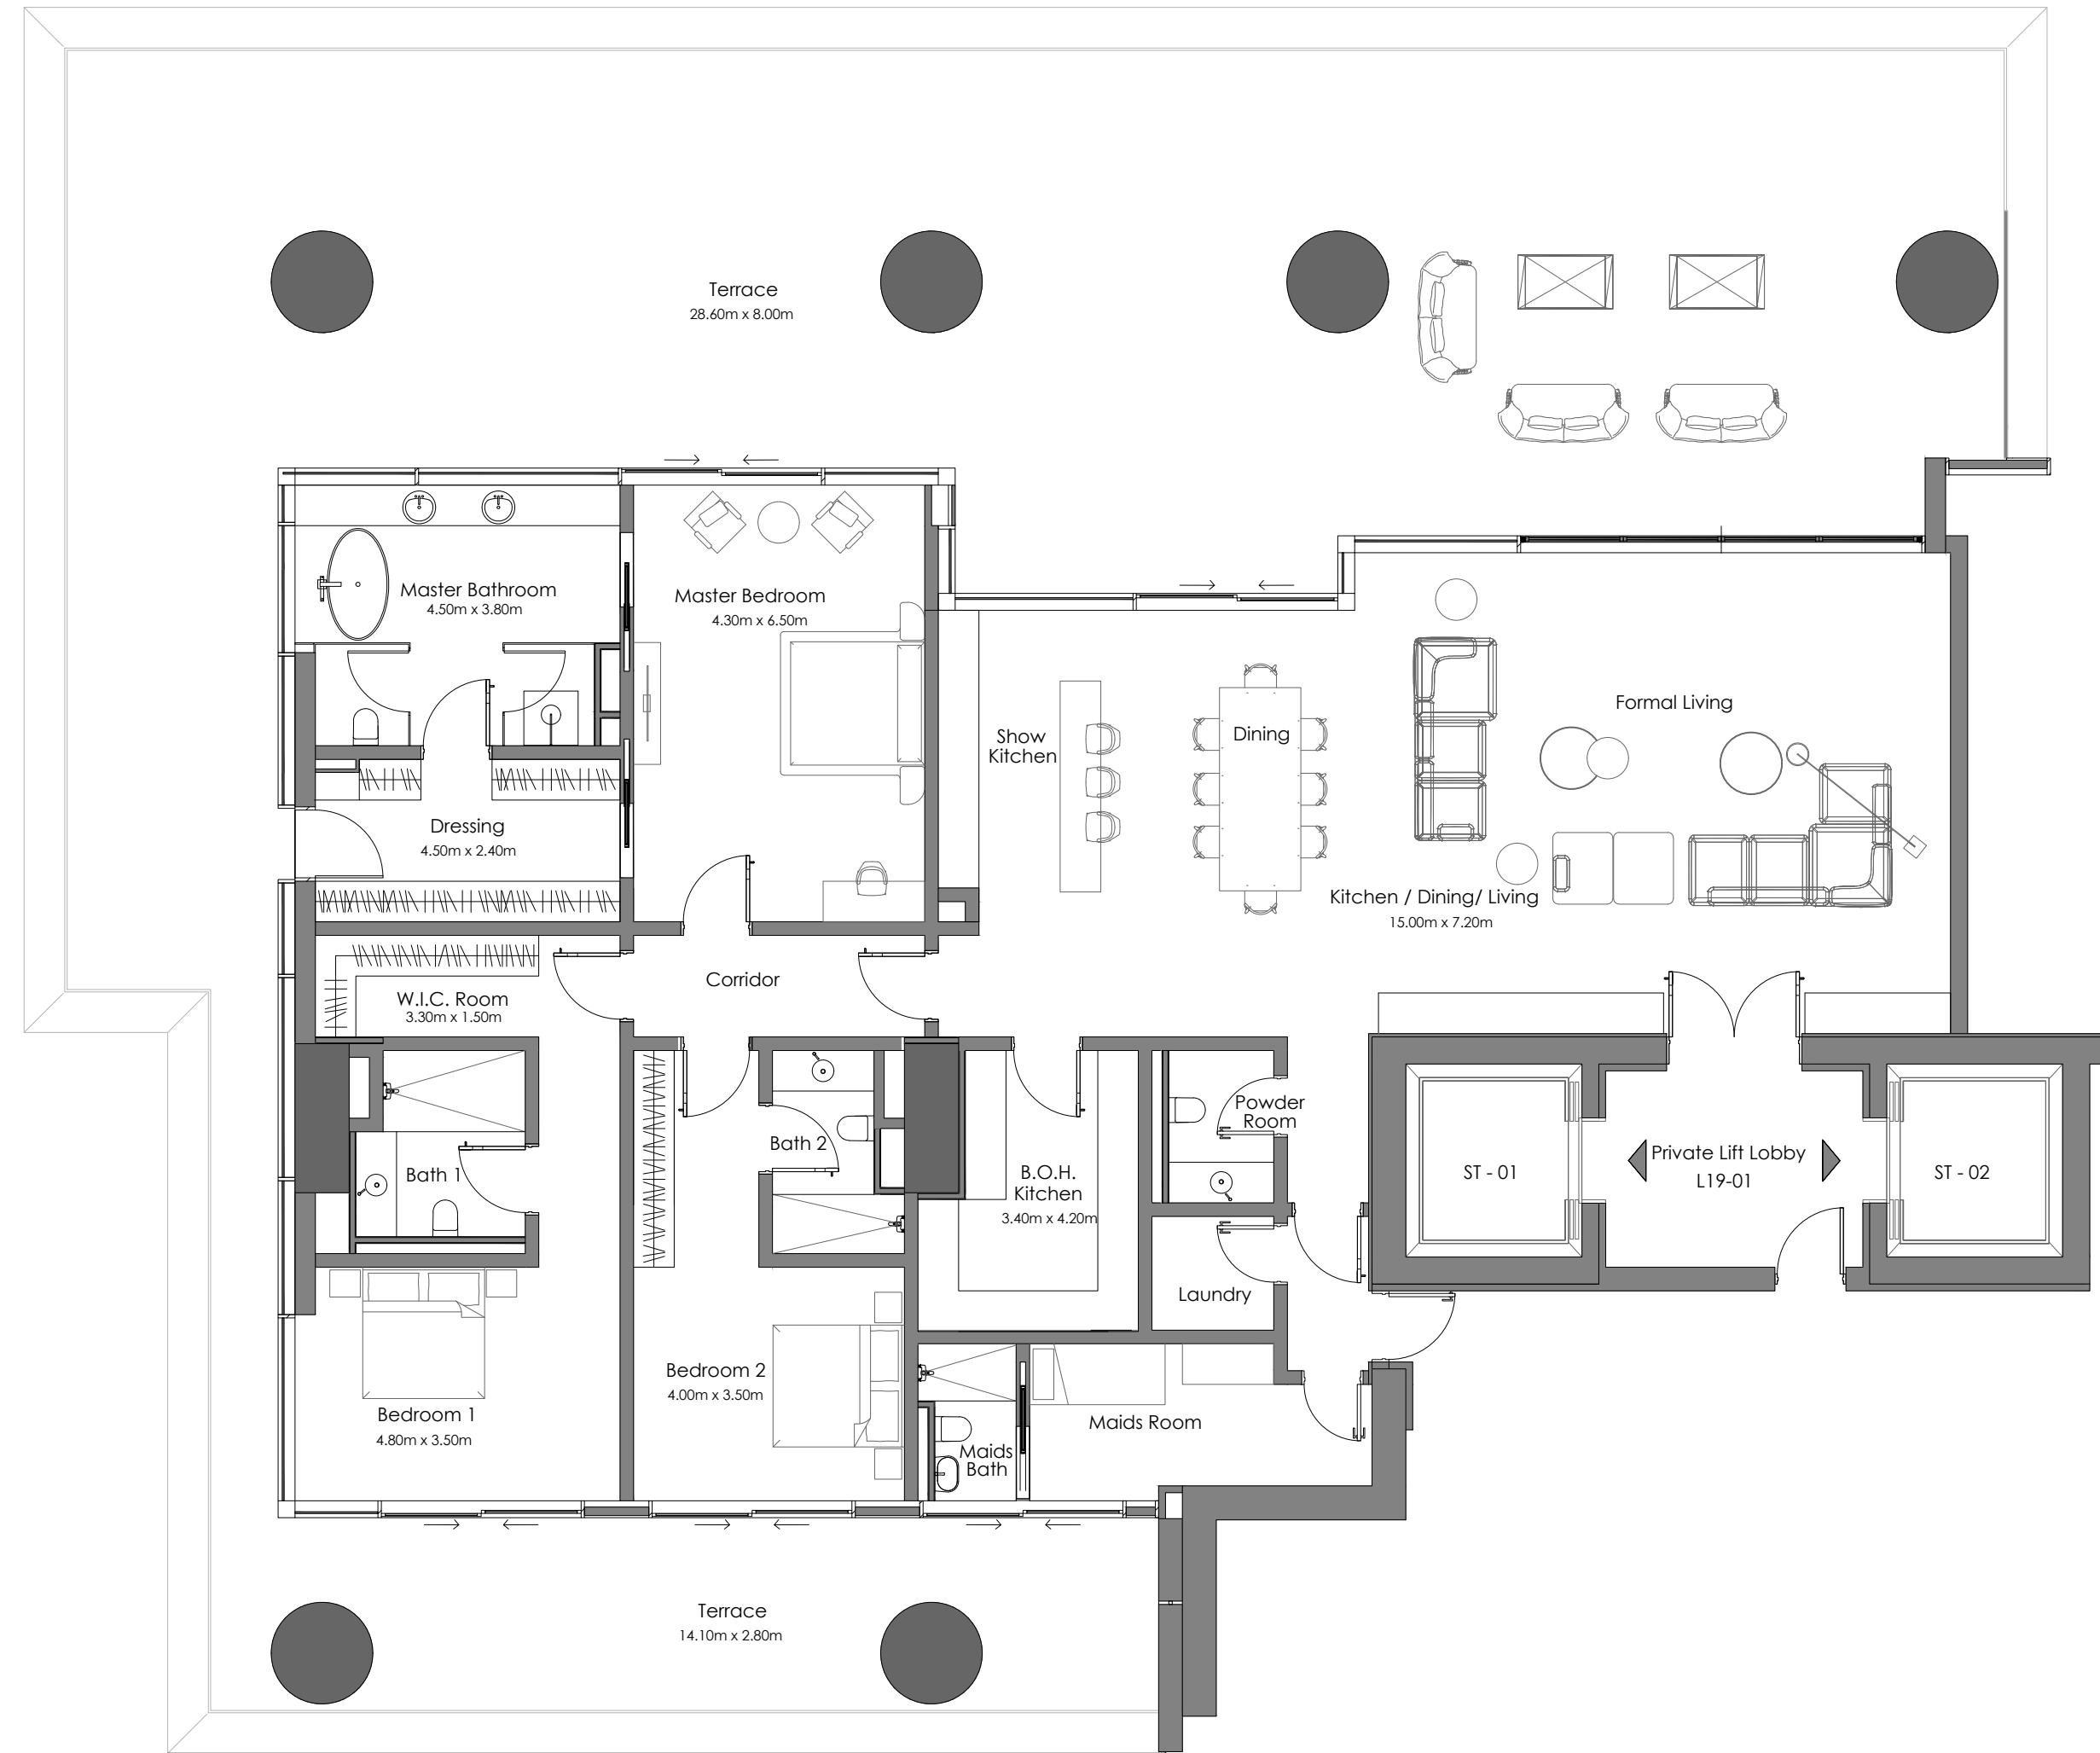 Terrace
28.60m x 8.00m
Master Bathroom
4.50m x 3.80m
Master Bedroom
4.30m x 6.50m
Formal Living
Show
Kitchen
Dining
Dressing
4.50m x 2.40m
Kitchen / Dining/ Living
15.00m x 7.20m
Corridor
W.I.C. Room
3.30m x 1.50m
Powder
Room
Bath 2
Bath 1
B.O.H.
Kitchen
3.40m x 4.20m
ST - 01
Private Lift Lobby
L19-01
ST - 02
Laundry
Bedroom 2
4.00m x 3.50m
Bedroom 1
4.80m x 3.50m
Maids Room
Maids
Bath
Terrace
14.10m x 2.80m